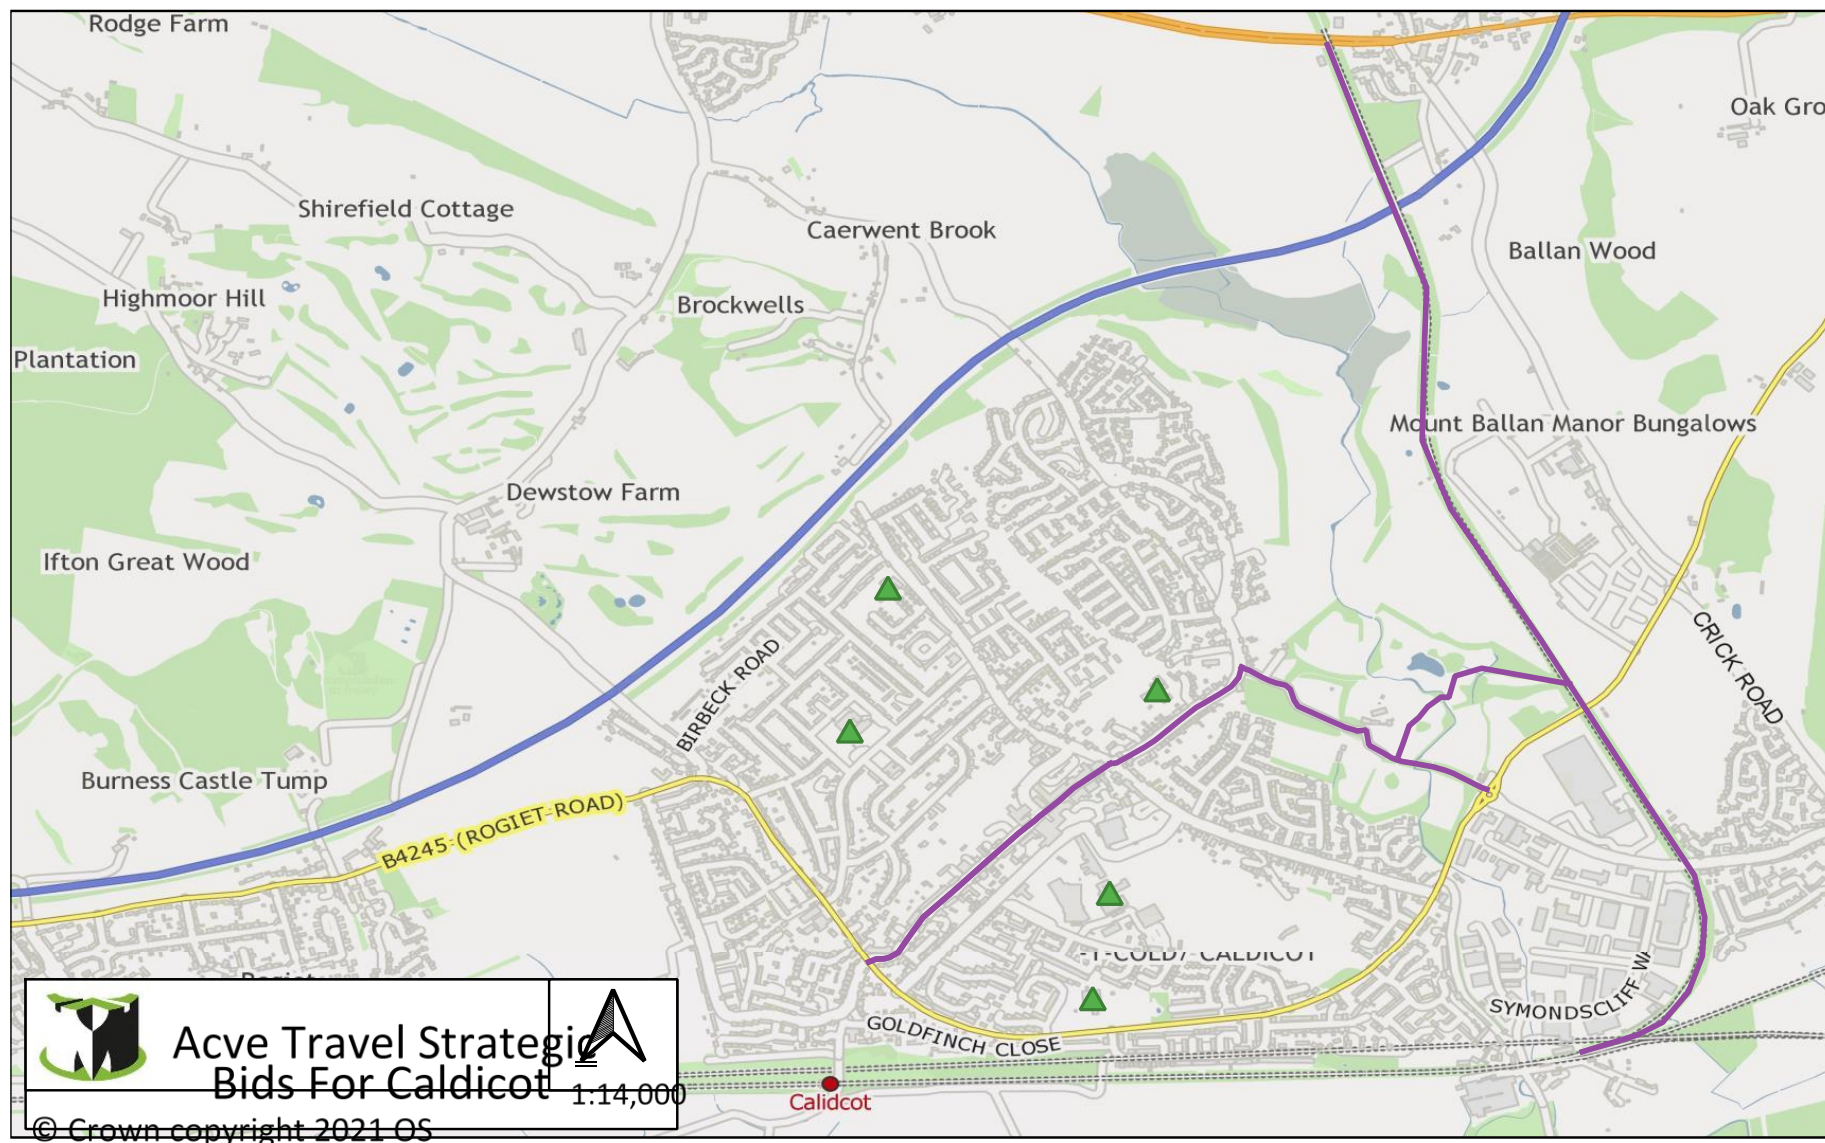 Rodge Farm
Oak Gro
Shirefield Cottage
Caerwent Brook
Ballan Wood
Highmoor Hill
Brockwells
Plantation
Mount Ballan Manor Bungalows
Dewstow Farm
Ifton Great Wood
CRICK ROAD
BIRBECK ROAD
Burness Castle Tump
B4245 (ROGIET ROAD)
CALDICOT
SYMONDSCLIFF W
GOLDFINCH CLOSE
Acve Travel Strategic
Bids For Caldicot
1:14,000
Calidcot
© Crown copyright 2021 OS